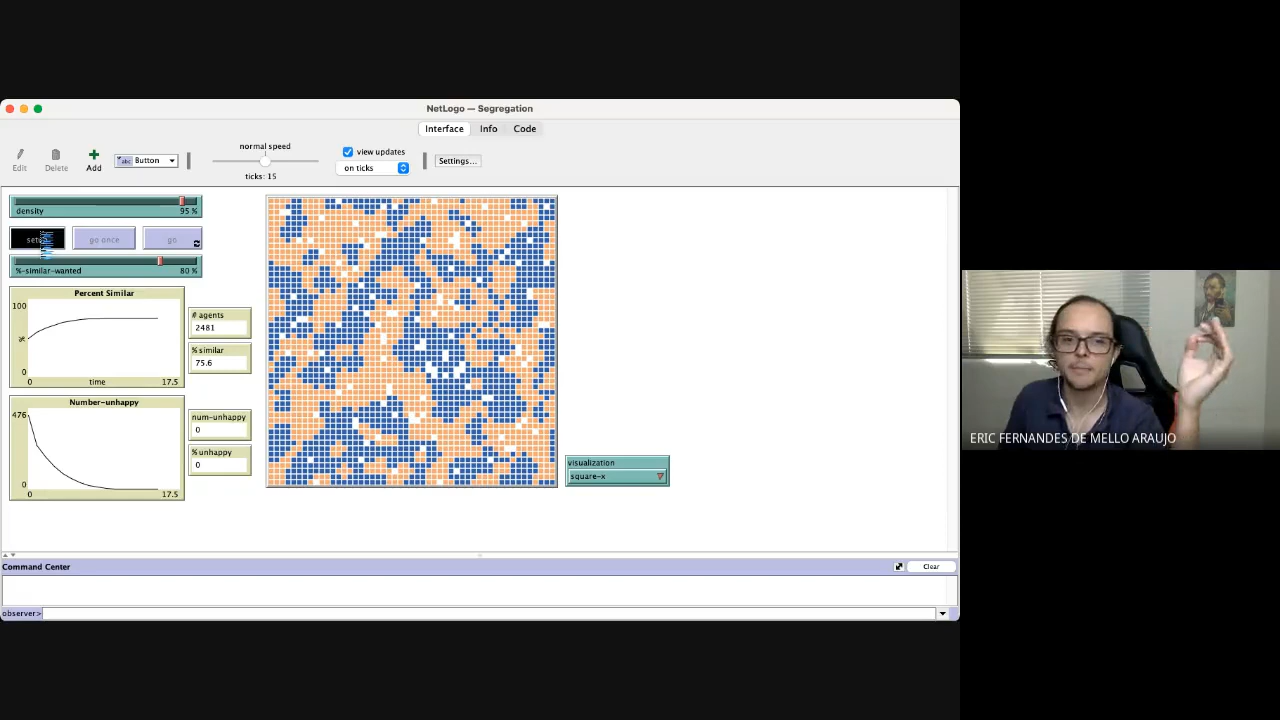 NetLogo — Segregation
Interface Info Code
Edit Delete Add abc Button
normal speed
ticks: 15
view updates
on ticks
Settings...
density 95 %
go once
go
%-similar-wanted 80 %
Percent Similar
100
%
0
0 time 17.5
# agents
2481
% similar
75.6
Number-unhappy
476
0
0 17.5
num-unhappy
0
% unhappy
0
visualization
square-x
ERIC FERNANDES DE MELLO ARAUJO
Command Center
Clear
observer>